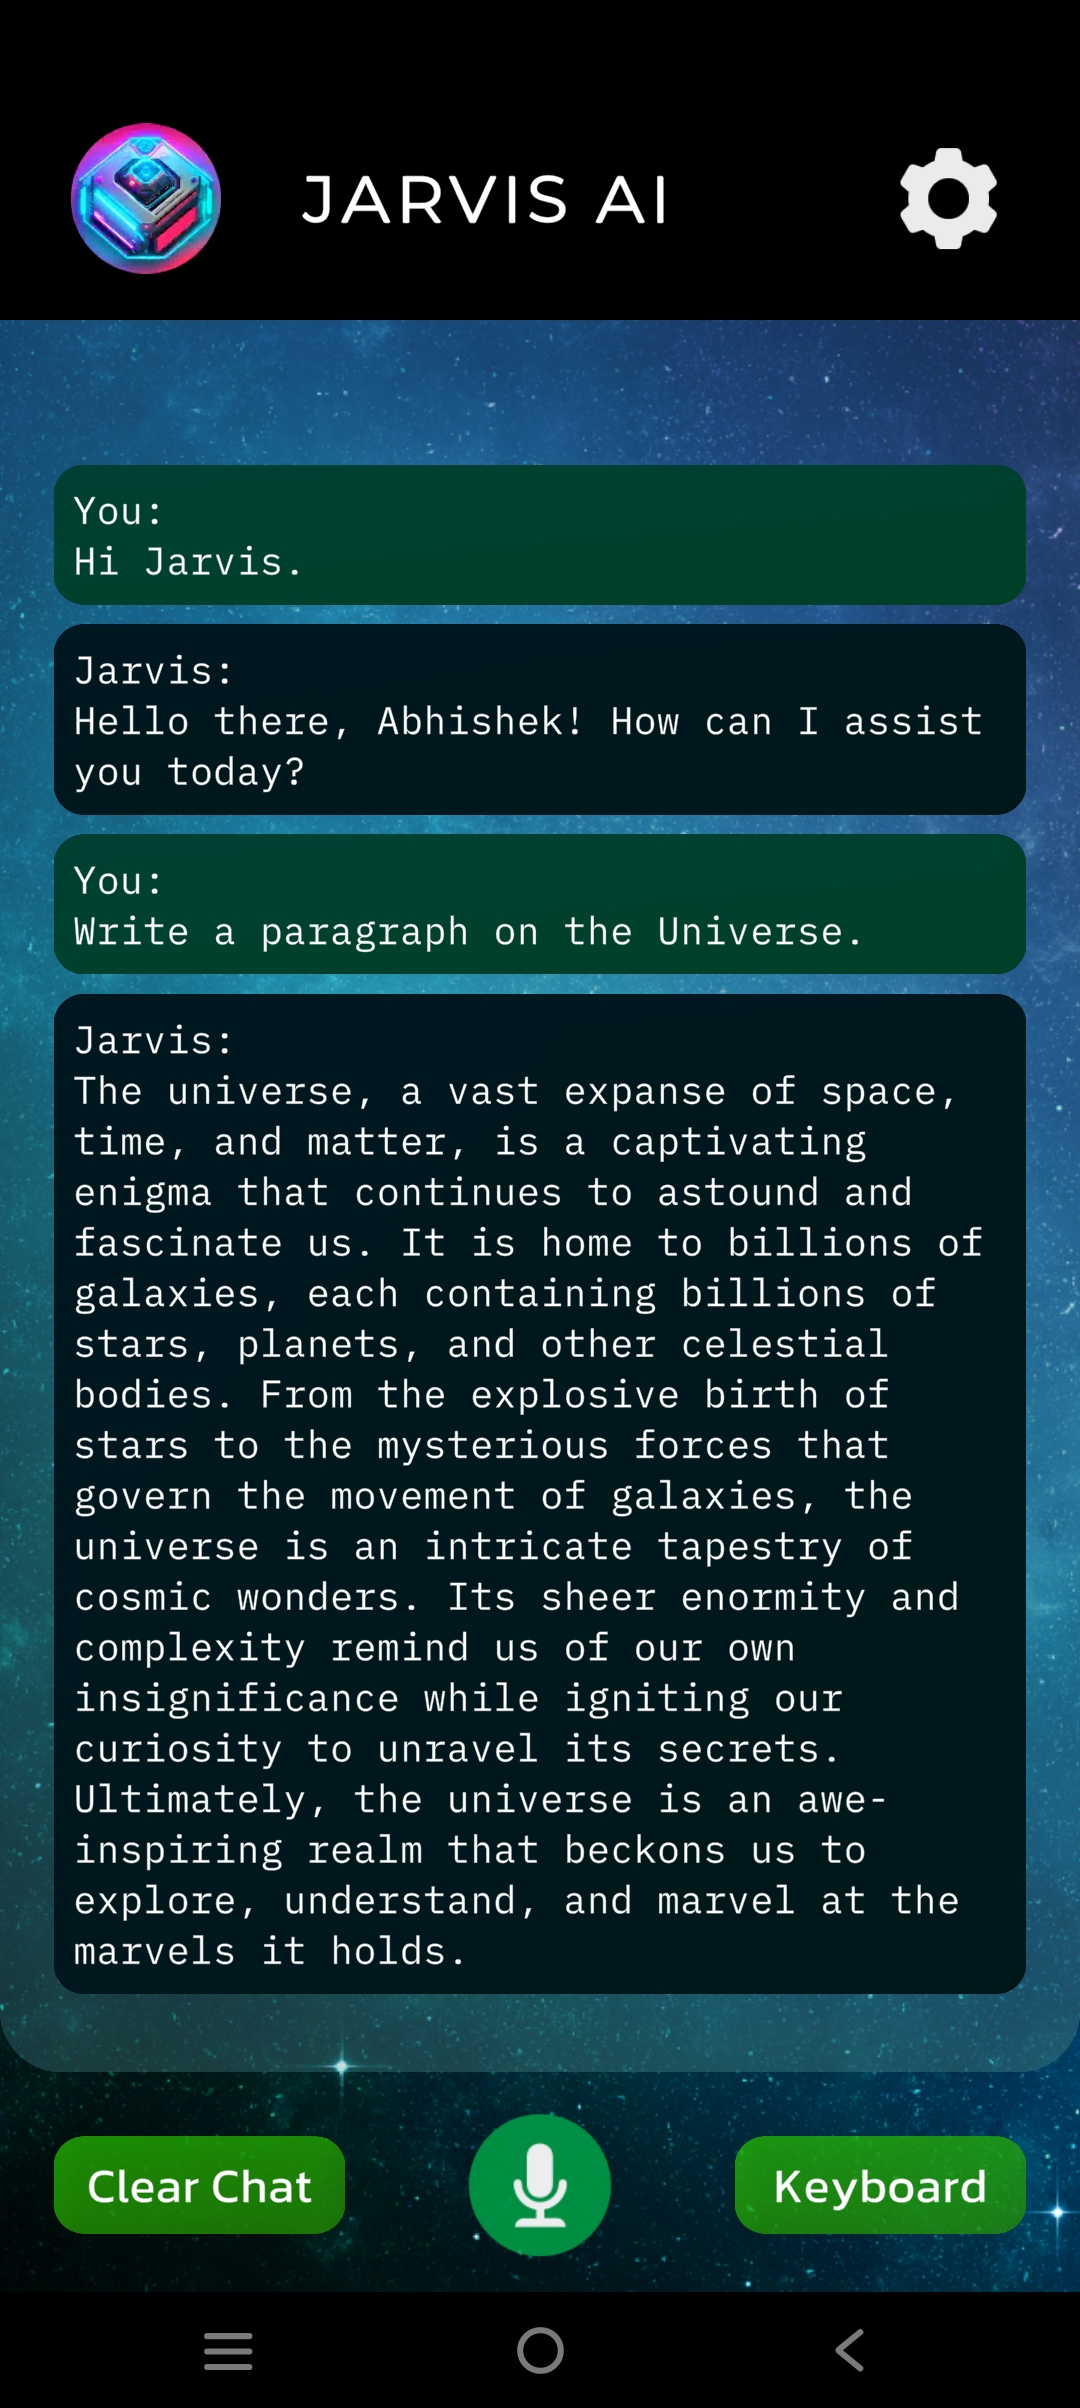 JARVIS AI
You:
Hi Jarvis.
Jarvis:
Hello there, Abhishek! How can I assist
you today?
You:
Write a paragraph on the Universe.
Jarvis:
The universe, a vast expanse of space,
time, and matter, is a captivating
enigma that continues to astound and
fascinate us. It is home to billions of
galaxies, each containing billions of
stars, planets, and other celestial
bodies. From the explosive birth of
stars to the mysterious forces that
govern the movement of galaxies, the
universe is an intricate tapestry of
cosmic wonders. Its sheer enormity and
complexity remind us of our own
insignificance while igniting our
curiosity to unravel its secrets.
Ultimately, the universe is an awe-
inspiring realm that beckons us to
explore, understand, and marvel at the
marvels it holds.
Clear Chat
Keyboard